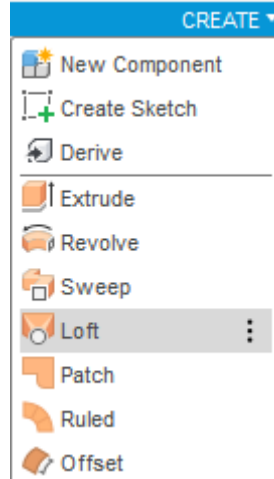 CREATE
New Component
Create Sketch
Derive
Extrude
Revolve
Sweep
Loft
Patch
Ruled
Offset